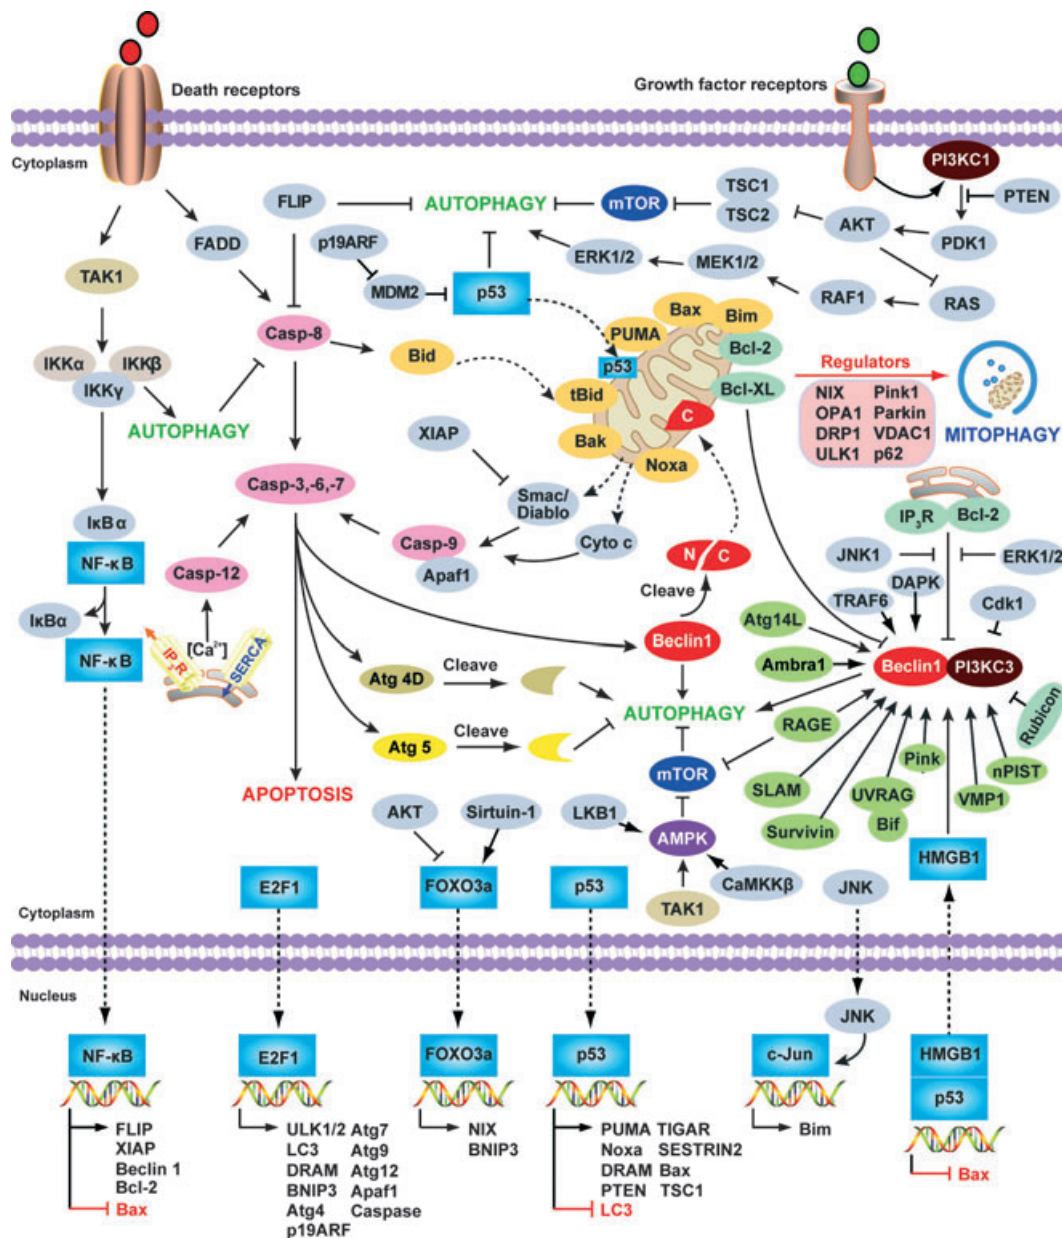 Death receptors
Growth factor receptors
Cytoplasm
PI3KC1
PTEN
PDK1
AKT
TSC1
TSC2
mTOR
AUTOPHAGY
FLIP
FADD
p19ARF
MDM2
p53
ERK1/2
MEK1/2
RAF1
RAS
TAK1
IKKα
IKKβ
IKKγ
AUTOPHAGY
Casp-8
Bid
tBid
p53
PUMA
Bax
Bim
Bcl-2
Bcl-XL
C
Bak
Noxa
Regulators
NIX Pink1
OPA1 Parkin
DRP1 VDAC1
ULK1 p62
MITOPHAGY
XIAP
Smac/
Diablo
Cyto c
Casp-3,-6,-7
Casp-9
Apaf1
Casp-12
[Ca2+]
IP3R
SERCA
IκBα
NF-κB
IκBα
NF-κB
N C
Cleave
Beclin1
IP3R
Bcl-2
JNK1
ERK1/2
DAPK
TRAF6
Cdk1
Atg14L
Ambra1
Beclin1
PI3KC3
Rubicon
RAGE
SLAM
Survivin
UVRAG
Bif
Pink
VMP1
nPIST
HMGB1
Atg 4D
Cleave
Atg 5
Cleave
AUTOPHAGY
mTOR
AMPK
LKB1
CaMKKβ
TAK1
APOPTOSIS
AKT
Sirtuin-1
E2F1
FOXO3a
p53
JNK
Cytoplasm
Nucleus
NF-κB
E2F1
FOXO3a
p53
JNK
c-Jun
HMGB1
p53
FLIP
XIAP
Beclin 1
Bcl-2
Bax
ULK1/2 Atg7
LC3 Atg9
DRAM Atg12
BNIP3 Apaf1
Atg4 Caspase
p19ARF
NIX
BNIP3
PUMA TIGAR
Noxa SESTRIN2
DRAM Bax
PTEN TSC1
LC3
Bim
Bax